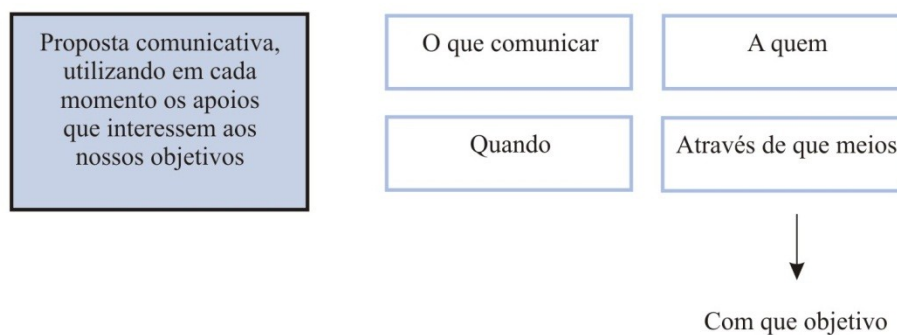 Proposta comunicativa,
utilizando em cada
momento os apoios
que interessem aos
nossos objetivos
O que comunicar
A quem
Quando
Através de que meios
Com que objetivo